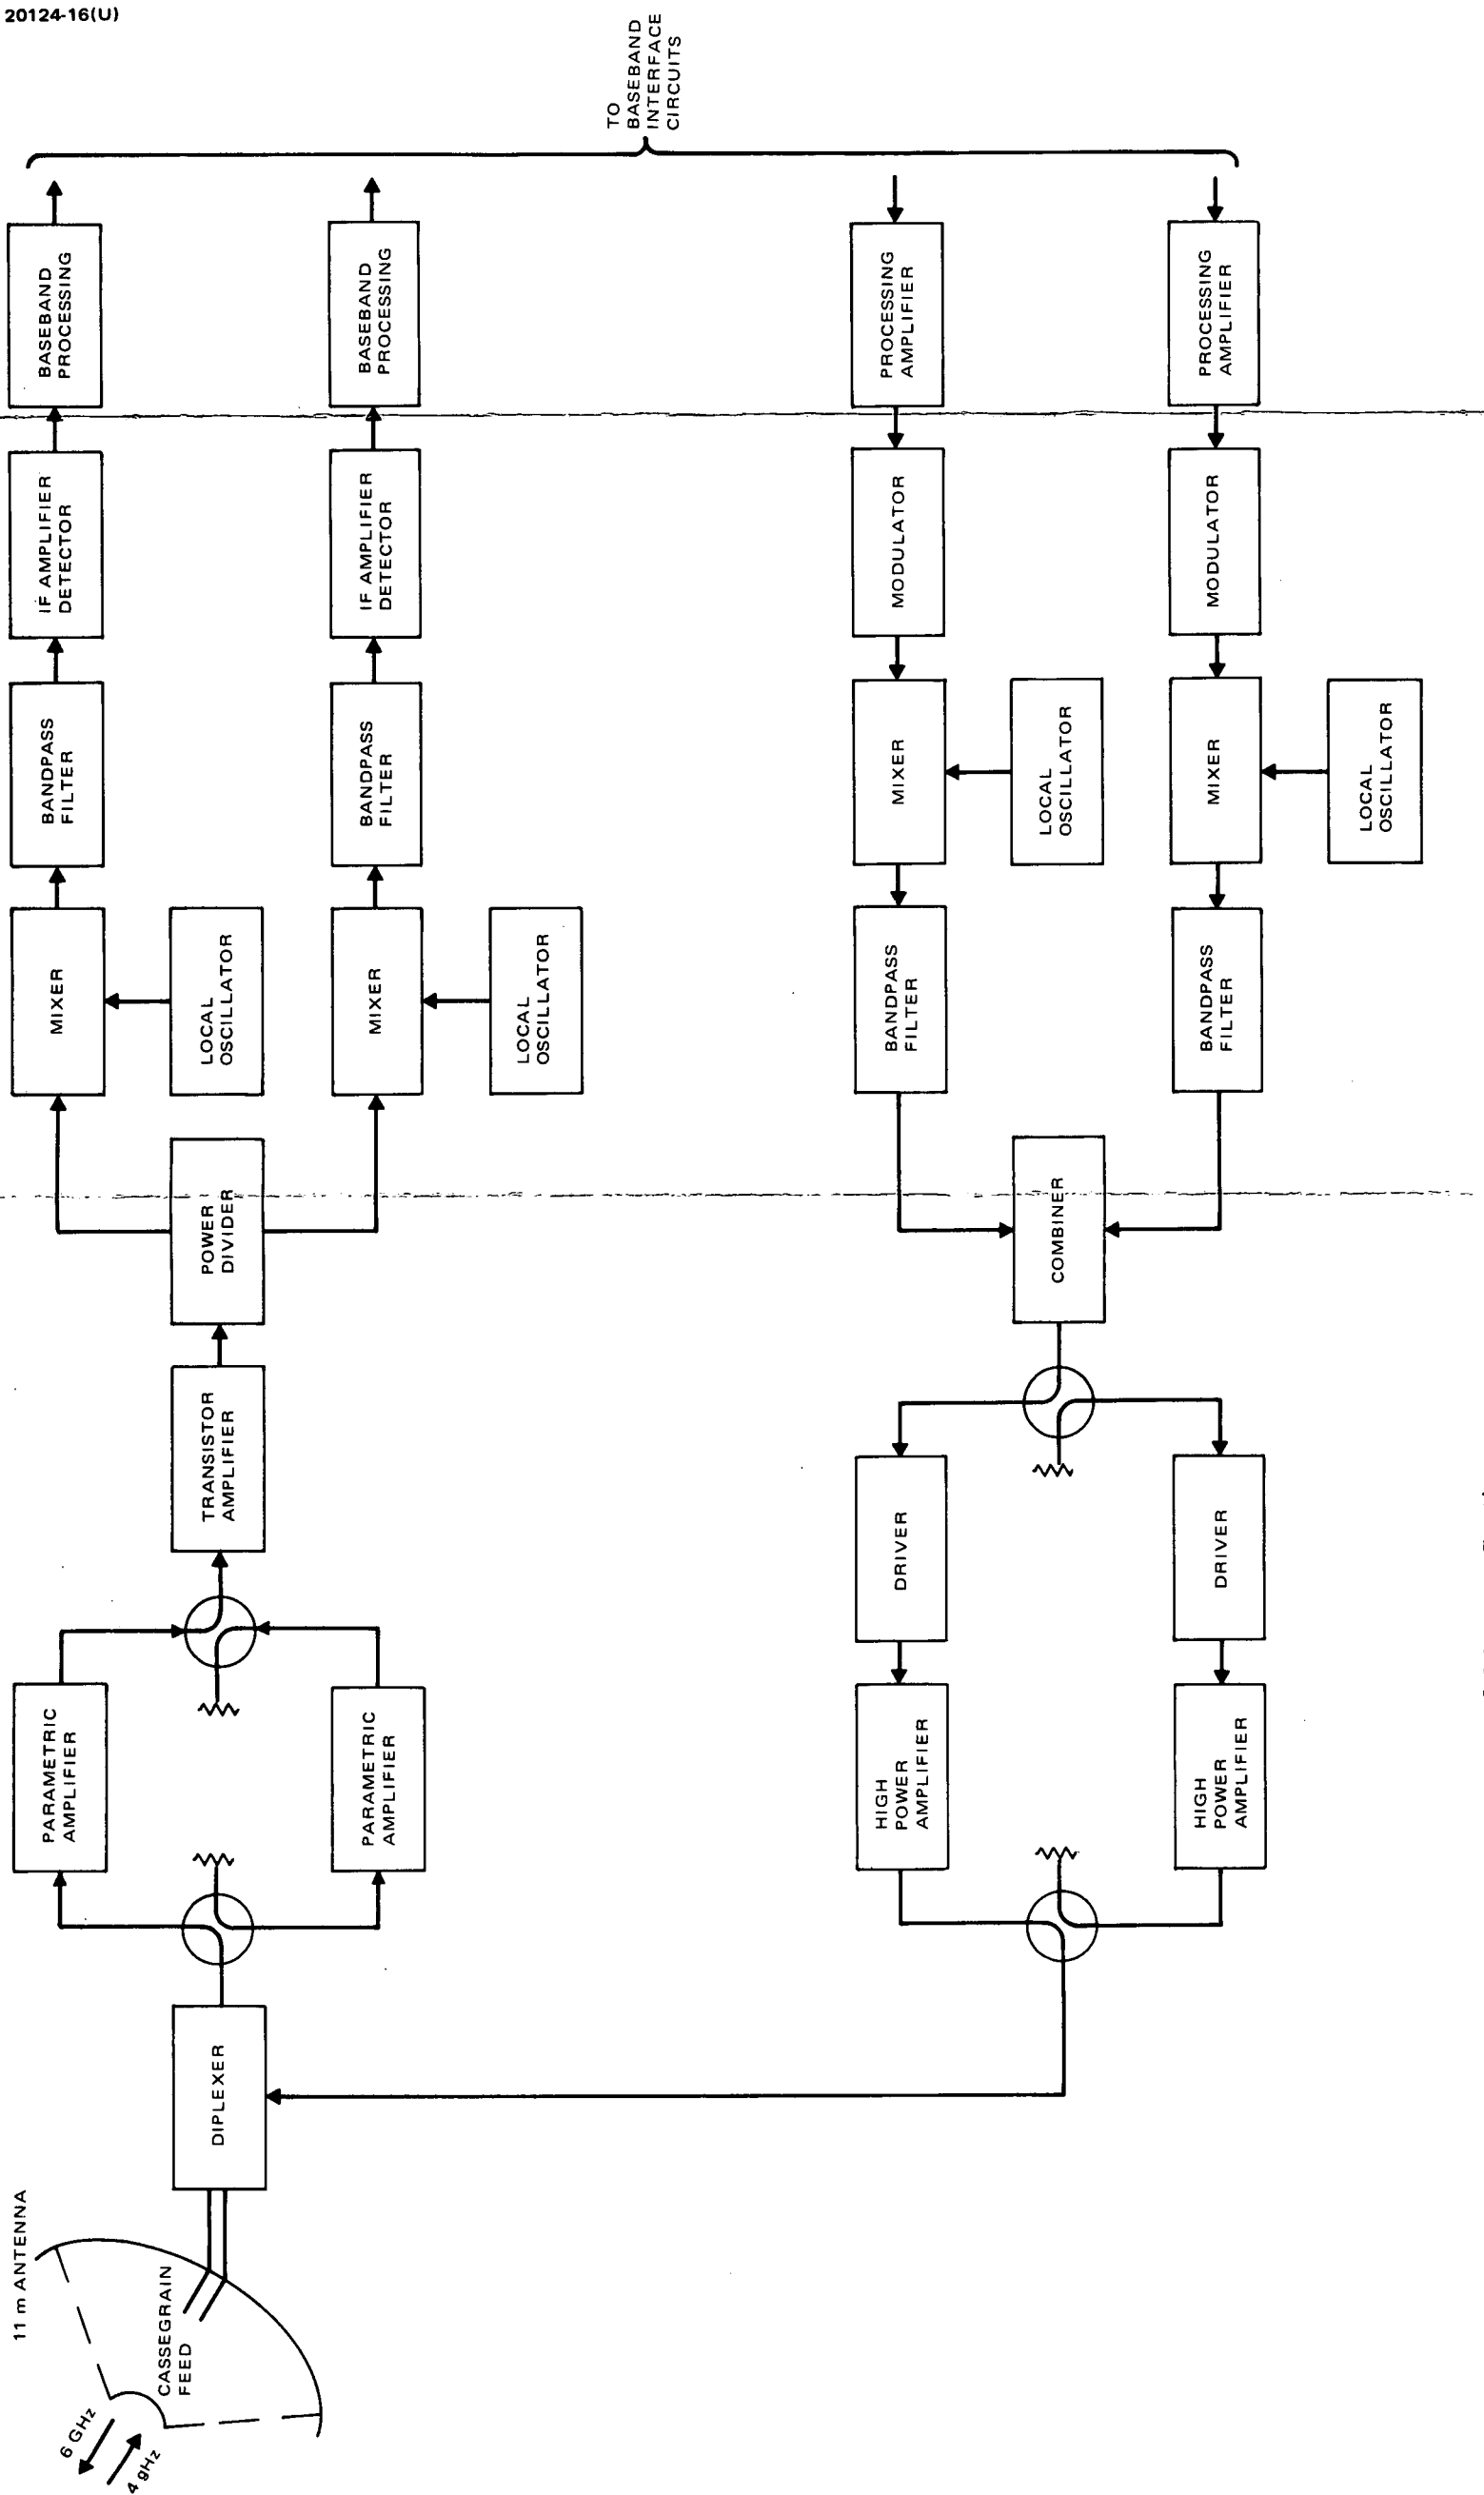 20124-16(U)
TO
BASEBAND
INTERFACE
CIRCUITS
BASEBAND
PROCESSING
BASEBAND
PROCESSING
PROCESSING
AMPLIFIER
PROCESSING
AMPLIFIER
IF AMPLIFIER
DETECTOR
IF AMPLIFIER
DETECTOR
MODULATOR
MODULATOR
BANDPASS
FILTER
BANDPASS
FILTER
MIXER
LOCAL
OSCILLATOR
MIXER
LOCAL
OSCILLATOR
MIXER
LOCAL
OSCILLATOR
MIXER
LOCAL
OSCILLATOR
BANDPASS
FILTER
BANDPASS
FILTER
POWER
DIVIDER
COMBINER
TRANSISTOR
AMPLIFIER
DRIVER
DRIVER
PARAMETRIC
AMPLIFIER
PARAMETRIC
AMPLIFIER
HIGH
POWER
AMPLIFIER
HIGH
POWER
AMPLIFIER
DIPLEXER
11 m ANTENNA
CASSEGRAIN
FEED
6 GHz
4 gHz